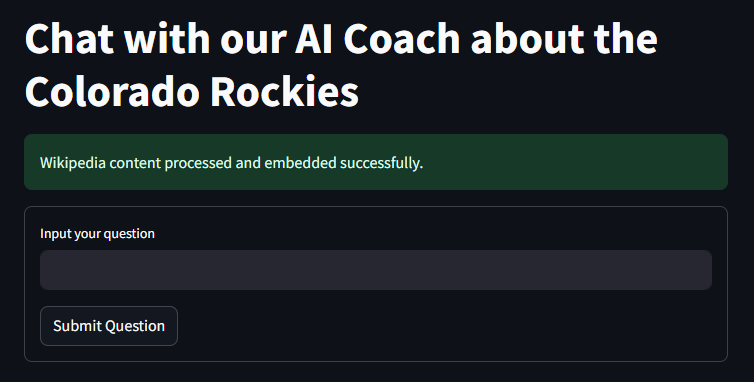 Chat with our AI Coach about the
Colorado Rockies
Wikipedia content processed and embedded successfully.
Input your question
Submit Question